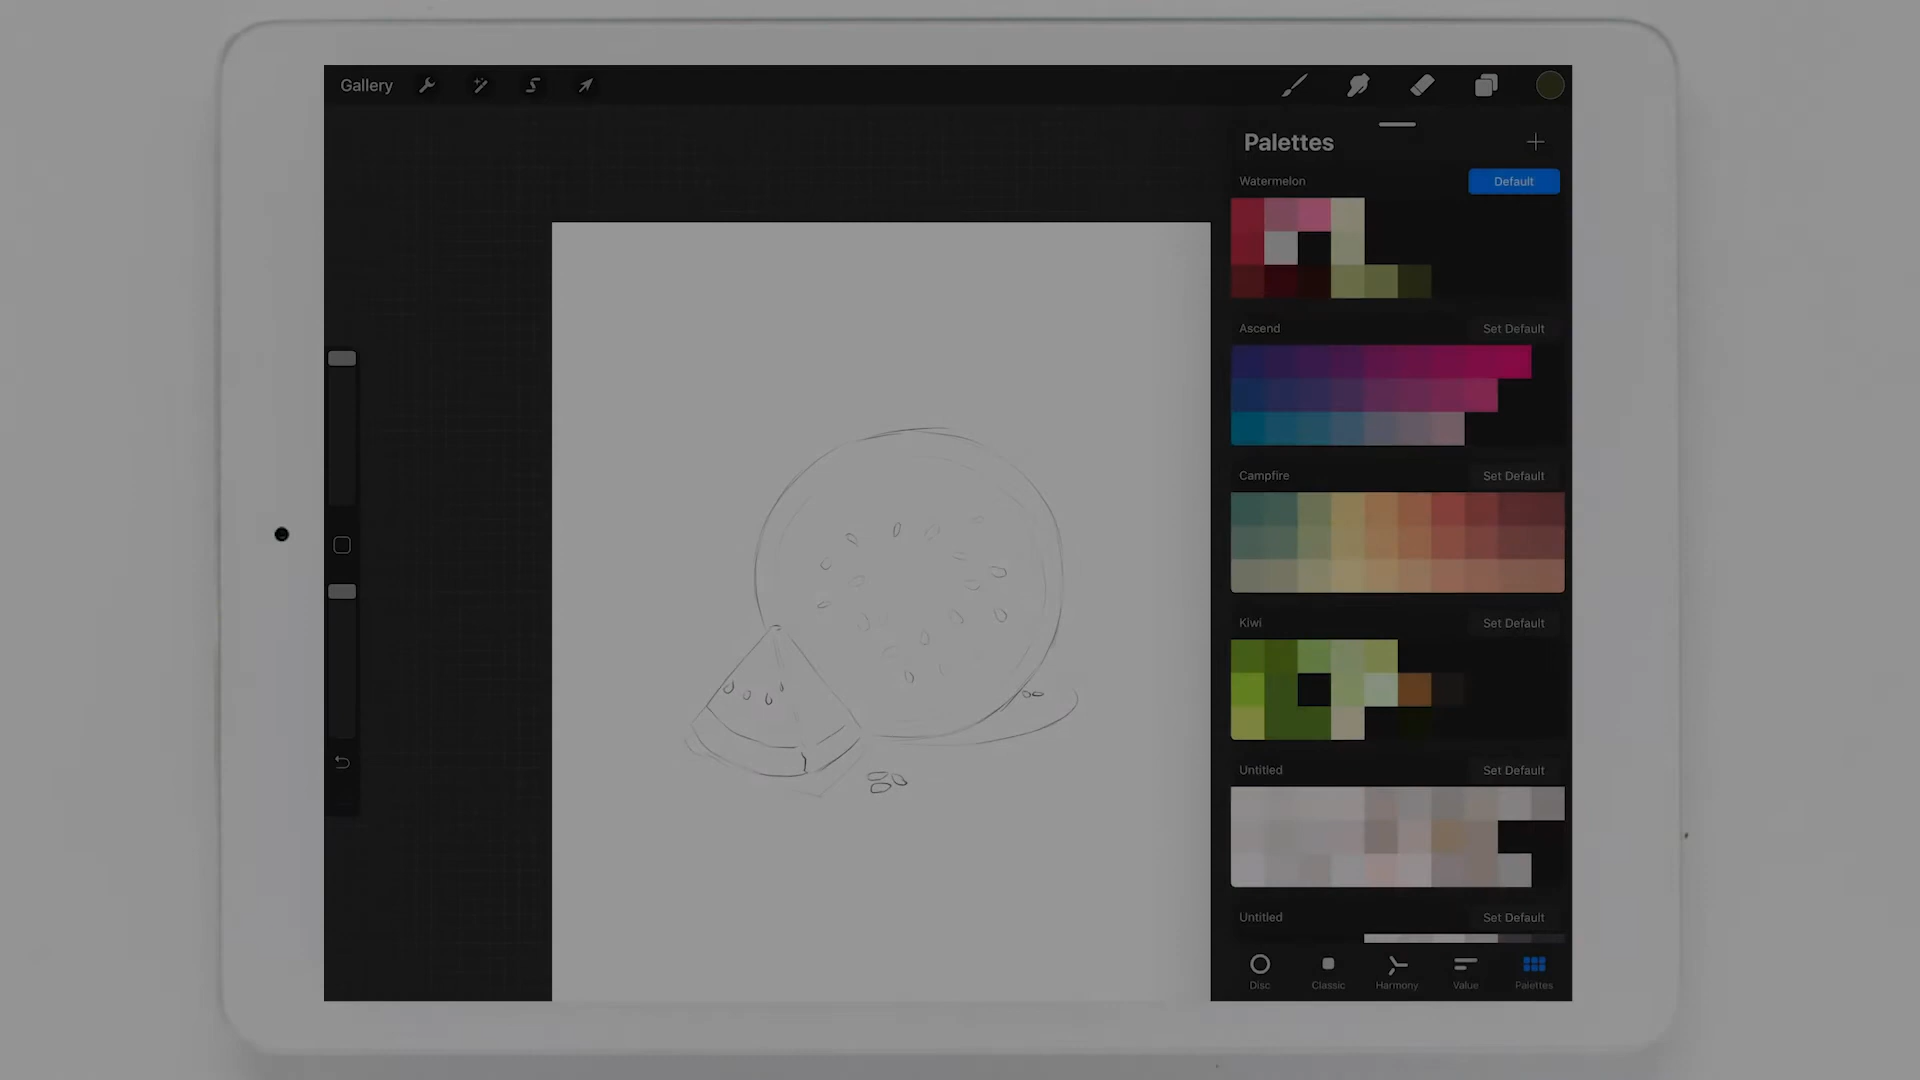 Gallery
Palettes
Watermelon
Default
Ascend
Set Default
Campfire
Set Default
Kiwi
Set Default
Untitled
Set Default
Untitled
Set Default
Disc
Classic
Harmony
Value
Palettes